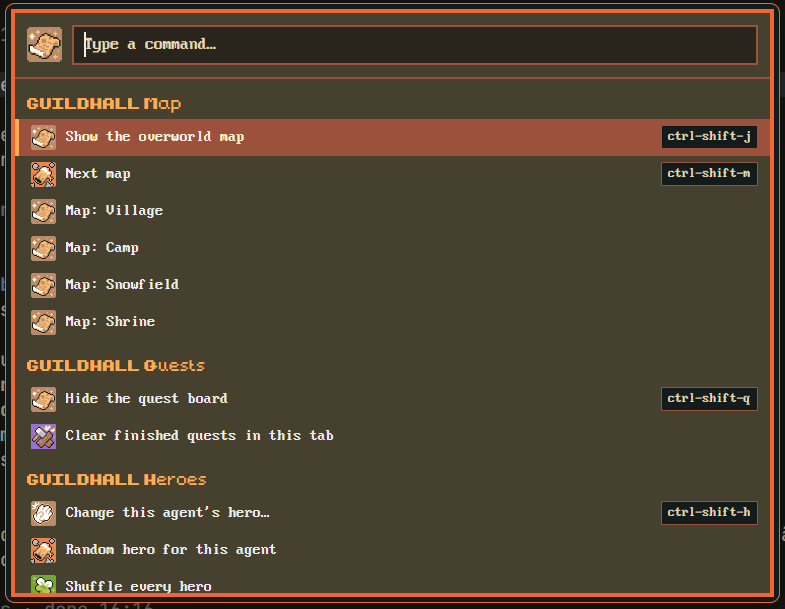 Type a command…
GUILDHALL Map
Show the overworld map ctrl-shift-j
Next map ctrl-shift-m
Map: Village
Map: Camp
Map: Snowfield
Map: Shrine
GUILDHALL Quests
Hide the quest board ctrl-shift-q
Clear finished quests in this tab
GUILDHALL Heroes
Change this agent's hero… ctrl-shift-h
Random hero for this agent
Shuffle every hero